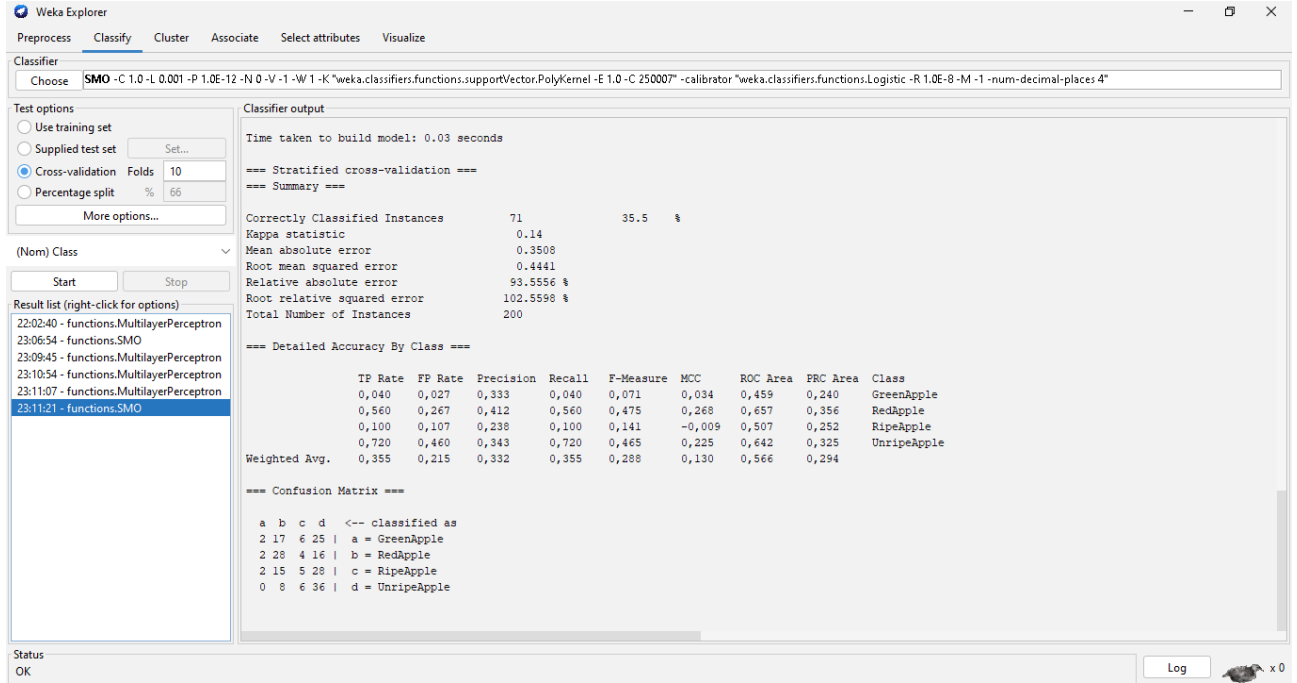 Weka Explorer
Preprocess Classify Cluster Associate Select attributes Visualize
Classifier
Choose SMO -C 1.0 -L 0.001 -P 1.0E-12 -N 0 -V -1 -W 1 -K "weka.classifiers.functions.supportVector.PolyKernel -E 1.0 -C 250007" -calibrator "weka.classifiers.functions.Logistic -R 1.0E-8 -M -1 -num-decimal-places 4"
Test options
Use training set
Supplied test set Set...
Cross-validation Folds 10
Percentage split % 66
More options...
(Nom) Class
Start Stop
Result list (right-click for options)
22:02:40 - functions.MultilayerPerceptron
23:06:54 - functions.SMO
23:09:45 - functions.MultilayerPerceptron
23:10:54 - functions.MultilayerPerceptron
23:11:07 - functions.MultilayerPerceptron
23:11:21 - functions.SMO
Classifier output
Time taken to build model: 0.03 seconds
=== Stratified cross-validation ===
=== Summary ===
Correctly Classified Instances 71 35.5 %
Kappa statistic 0.14
Mean absolute error 0.3508
Root mean squared error 0.4441
Relative absolute error 93.5556 %
Root relative squared error 102.5598 %
Total Number of Instances 200
=== Detailed Accuracy By Class ===
TP Rate FP Rate Precision Recall F-Measure MCC ROC Area PRC Area Class
0,040 0,027 0,333 0,040 0,071 0,034 0,459 0,240 GreenApple
0,560 0,267 0,412 0,560 0,475 0,268 0,657 0,356 RedApple
0,100 0,107 0,238 0,100 0,141 -0,009 0,507 0,252 RipeApple
0,720 0,460 0,343 0,720 0,465 0,225 0,642 0,325 UnripeApple
Weighted Avg. 0,355 0,215 0,332 0,355 0,288 0,130 0,566 0,294
=== Confusion Matrix ===
a b c d <-- classified as
2 17 6 25 | a = GreenApple
2 28 4 16 | b = RedApple
2 15 5 28 | c = RipeApple
0 8 6 36 | d = UnripeApple
Status
OK
Log x 0